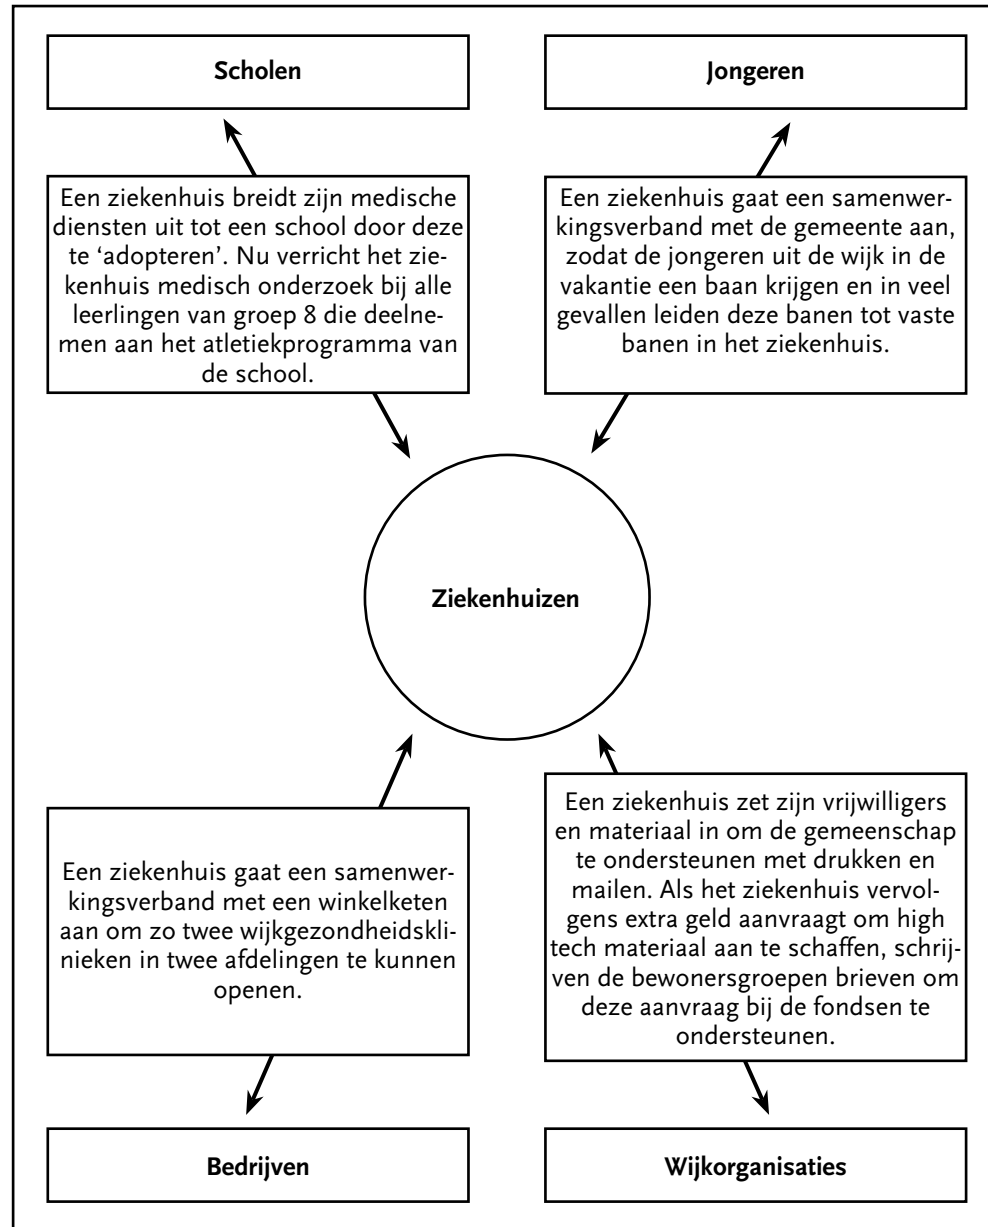 Scholen
Jongeren
Een ziekenhuis breidt zijn medische
diensten uit tot een school door deze
te ‘adopteren’. Nu verricht het zie-
kenhuis medisch onderzoek bij alle
leerlingen van groep 8 die deelne-
men aan het atletiekprogramma van
de school.
Een ziekenhuis gaat een samenwer-
kingsverband met de gemeente aan,
zodat de jongeren uit de wijk in de
vakantie een baan krijgen en in veel
gevallen leiden deze banen tot vaste
banen in het ziekenhuis.
Ziekenhuizen
Een ziekenhuis gaat een samenwer-
kingsverband met een winkelketen
aan om zo twee wijkgezondheidskli-
nieken in twee afdelingen te kunnen
openen.
Een ziekenhuis zet zijn vrijwilligers
en materiaal in om de gemeenschap
te ondersteunen met drukken en
mailen. Als het ziekenhuis vervol-
gens extra geld aanvraagt om high
tech materiaal aan te schaffen, schrij-
ven de bewonersgroepen brieven om
deze aanvraag bij de fondsen te
ondersteunen.
Bedrijven
Wijkorganisaties